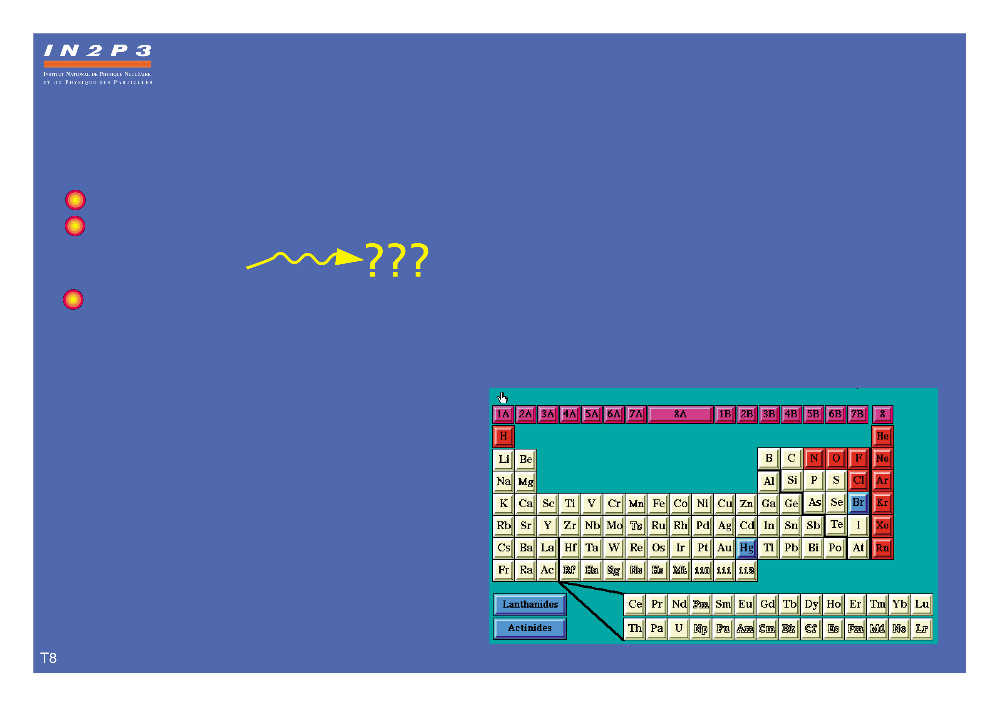 IN2P3
INSTITUT NATIONAL DE PHYSIQUE NUCLÉAIRE
ET DE PHYSIQUE DES PARTICULES
???
1A 2A 3A 4A 5A 6A 7A 8A 1B 2B 3B 4B 5B 6B 7B 8
H He
Li Be B C N O F Ne
Na Mg Al Si P S Cl Ar
K Ca Sc Ti V Cr Mn Fe Co Ni Cu Zn Ga Ge As Se Br Kr
Rb Sr Y Zr Nb Mo Tc Ru Rh Pd Ag Cd In Sn Sb Te I Xe
Cs Ba La Hf Ta W Re Os Ir Pt Au Hg Tl Pb Bi Po At Rn
Fr Ra Ac Rf Ha Sg Ns Hs Mt 110 111 112
Lanthanides Ce Pr Nd Pm Sm Eu Gd Tb Dy Ho Er Tm Yb Lu
Actinides Th Pa U Np Pu Am Cm Bk Cf Es Fm Md No Lr
T8